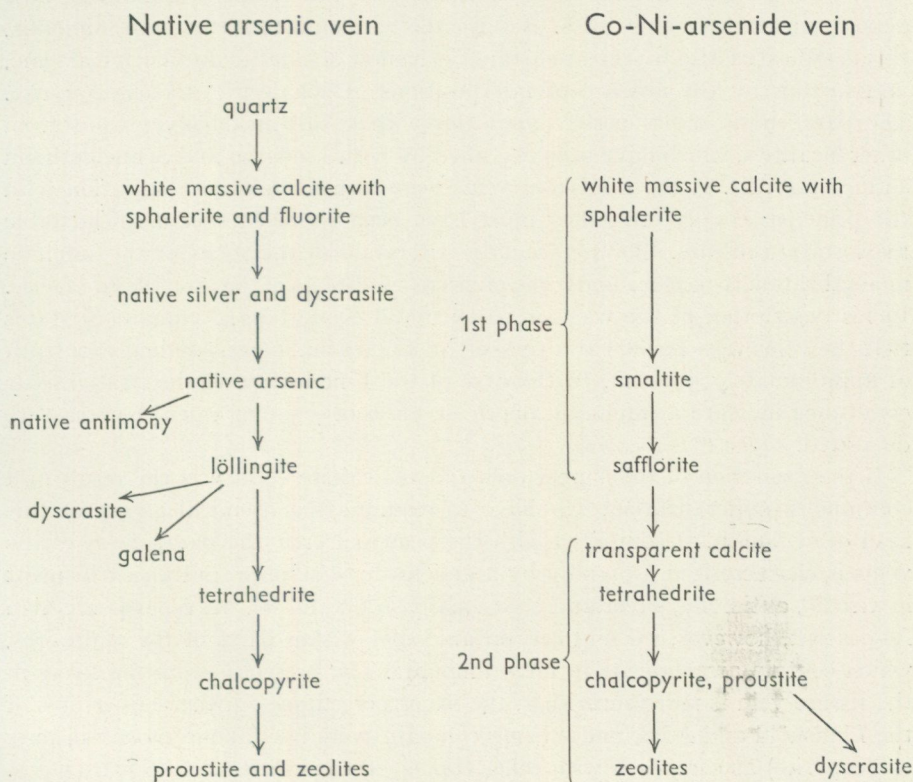 Native arsenic vein
quartz
white massive calcite with
sphalerite and fluorite
native silver and dyscrasite
native arsenic
native antimony
löllingite
dyscrasite
galena
tetrahedrite
chalcopyrite
proustite and zeolites
Co-Ni-arsenide vein
white massive calcite with
sphalerite
1st phase
smaltite
safflorite
transparent calcite
tetrahedrite
2nd phase
chalcopyrite, proustite
zeolites
dyscrasite